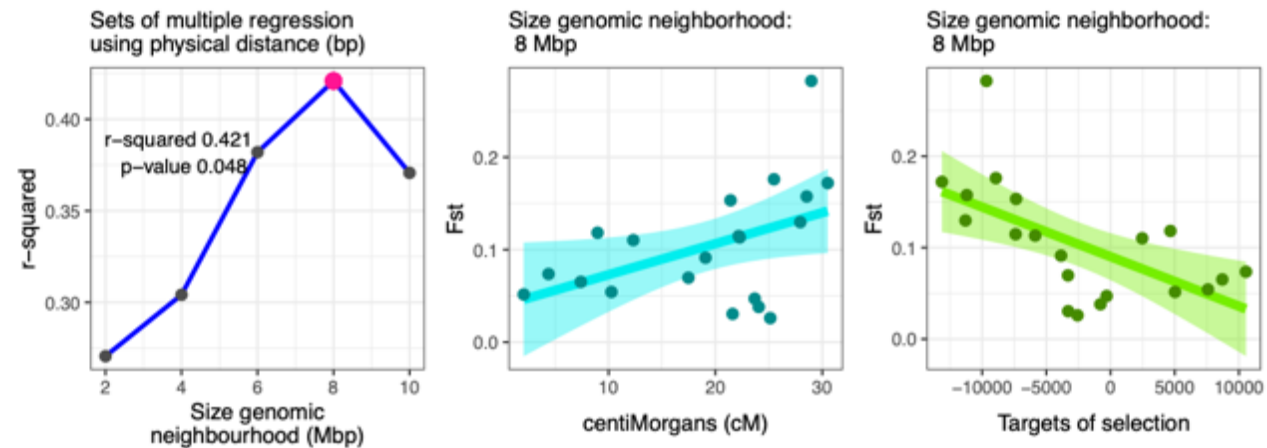 Sets of multiple regression
using physical distance (bp)
r-squared
0.40
0.35
0.30
r-squared 0.421
p-value 0.048
2 4 6 8 10
Size genomic
neighbourhood (Mbp)
Size genomic neighborhood:
8 Mbp
Fst
0.2
0.1
0.0
10 20 30
centiMorgans (cM)
Size genomic neighborhood:
8 Mbp
Fst
0.2
0.1
0.0
−10000 −5000 0 5000 10000
Targets of selection